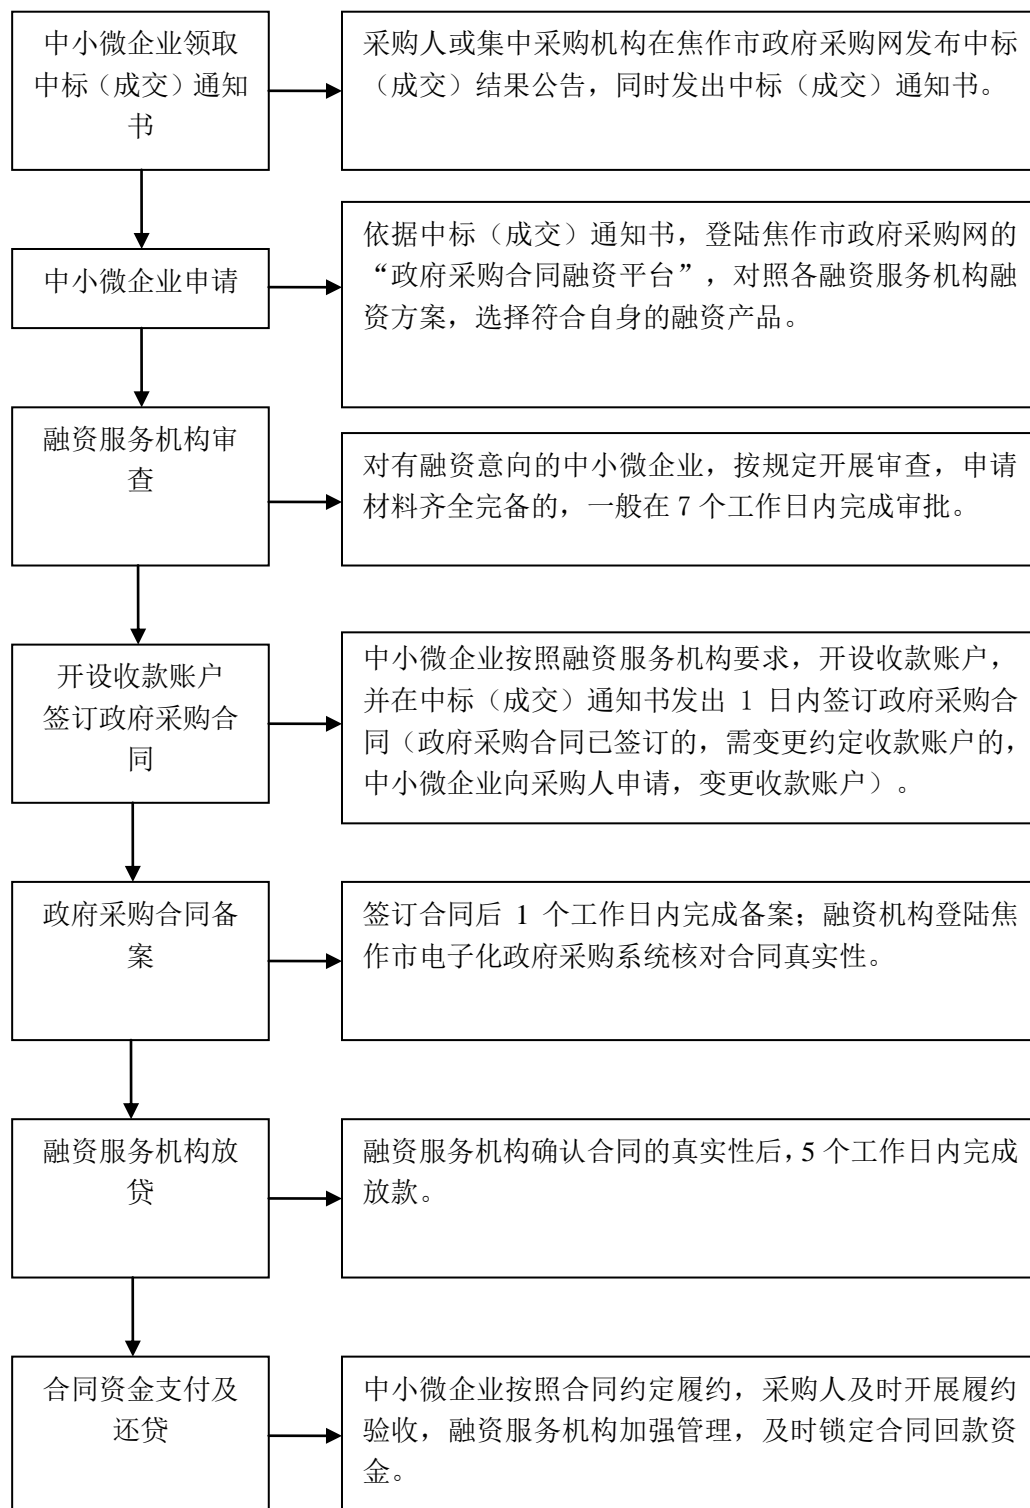 中小微企业领取
中标（成交）通知
书
采购人或集中采购机构在焦作市政府采购网发布中标
（成交）结果公告，同时发出中标（成交）通知书。
中小微企业申请
依据中标（成交）通知书，登陆焦作市政府采购网的
“政府采购合同融资平台”，对照各融资服务机构融
资方案，选择符合自身的融资产品。
融资服务机构审
查
对有融资意向的中小微企业，按规定开展审查，申请
材料齐全完备的，一般在 7 个工作日内完成审批。
开设收款账户
签订政府采购合
同
中小微企业按照融资服务机构要求，开设收款账户，
并在中标（成交）通知书发出 1 日内签订政府采购合
同（政府采购合同已签订的，需变更约定收款账户的，
中小微企业向采购人申请，变更收款账户）。
政府采购合同备
案
签订合同后 1 个工作日内完成备案；融资机构登陆焦
作市电子化政府采购系统核对合同真实性。
融资服务机构放
贷
融资服务机构确认合同的真实性后，5 个工作日内完成
放款。
合同资金支付及
还贷
中小微企业按照合同约定履约，采购人及时开展履约
验收，融资服务机构加强管理，及时锁定合同回款资
金。